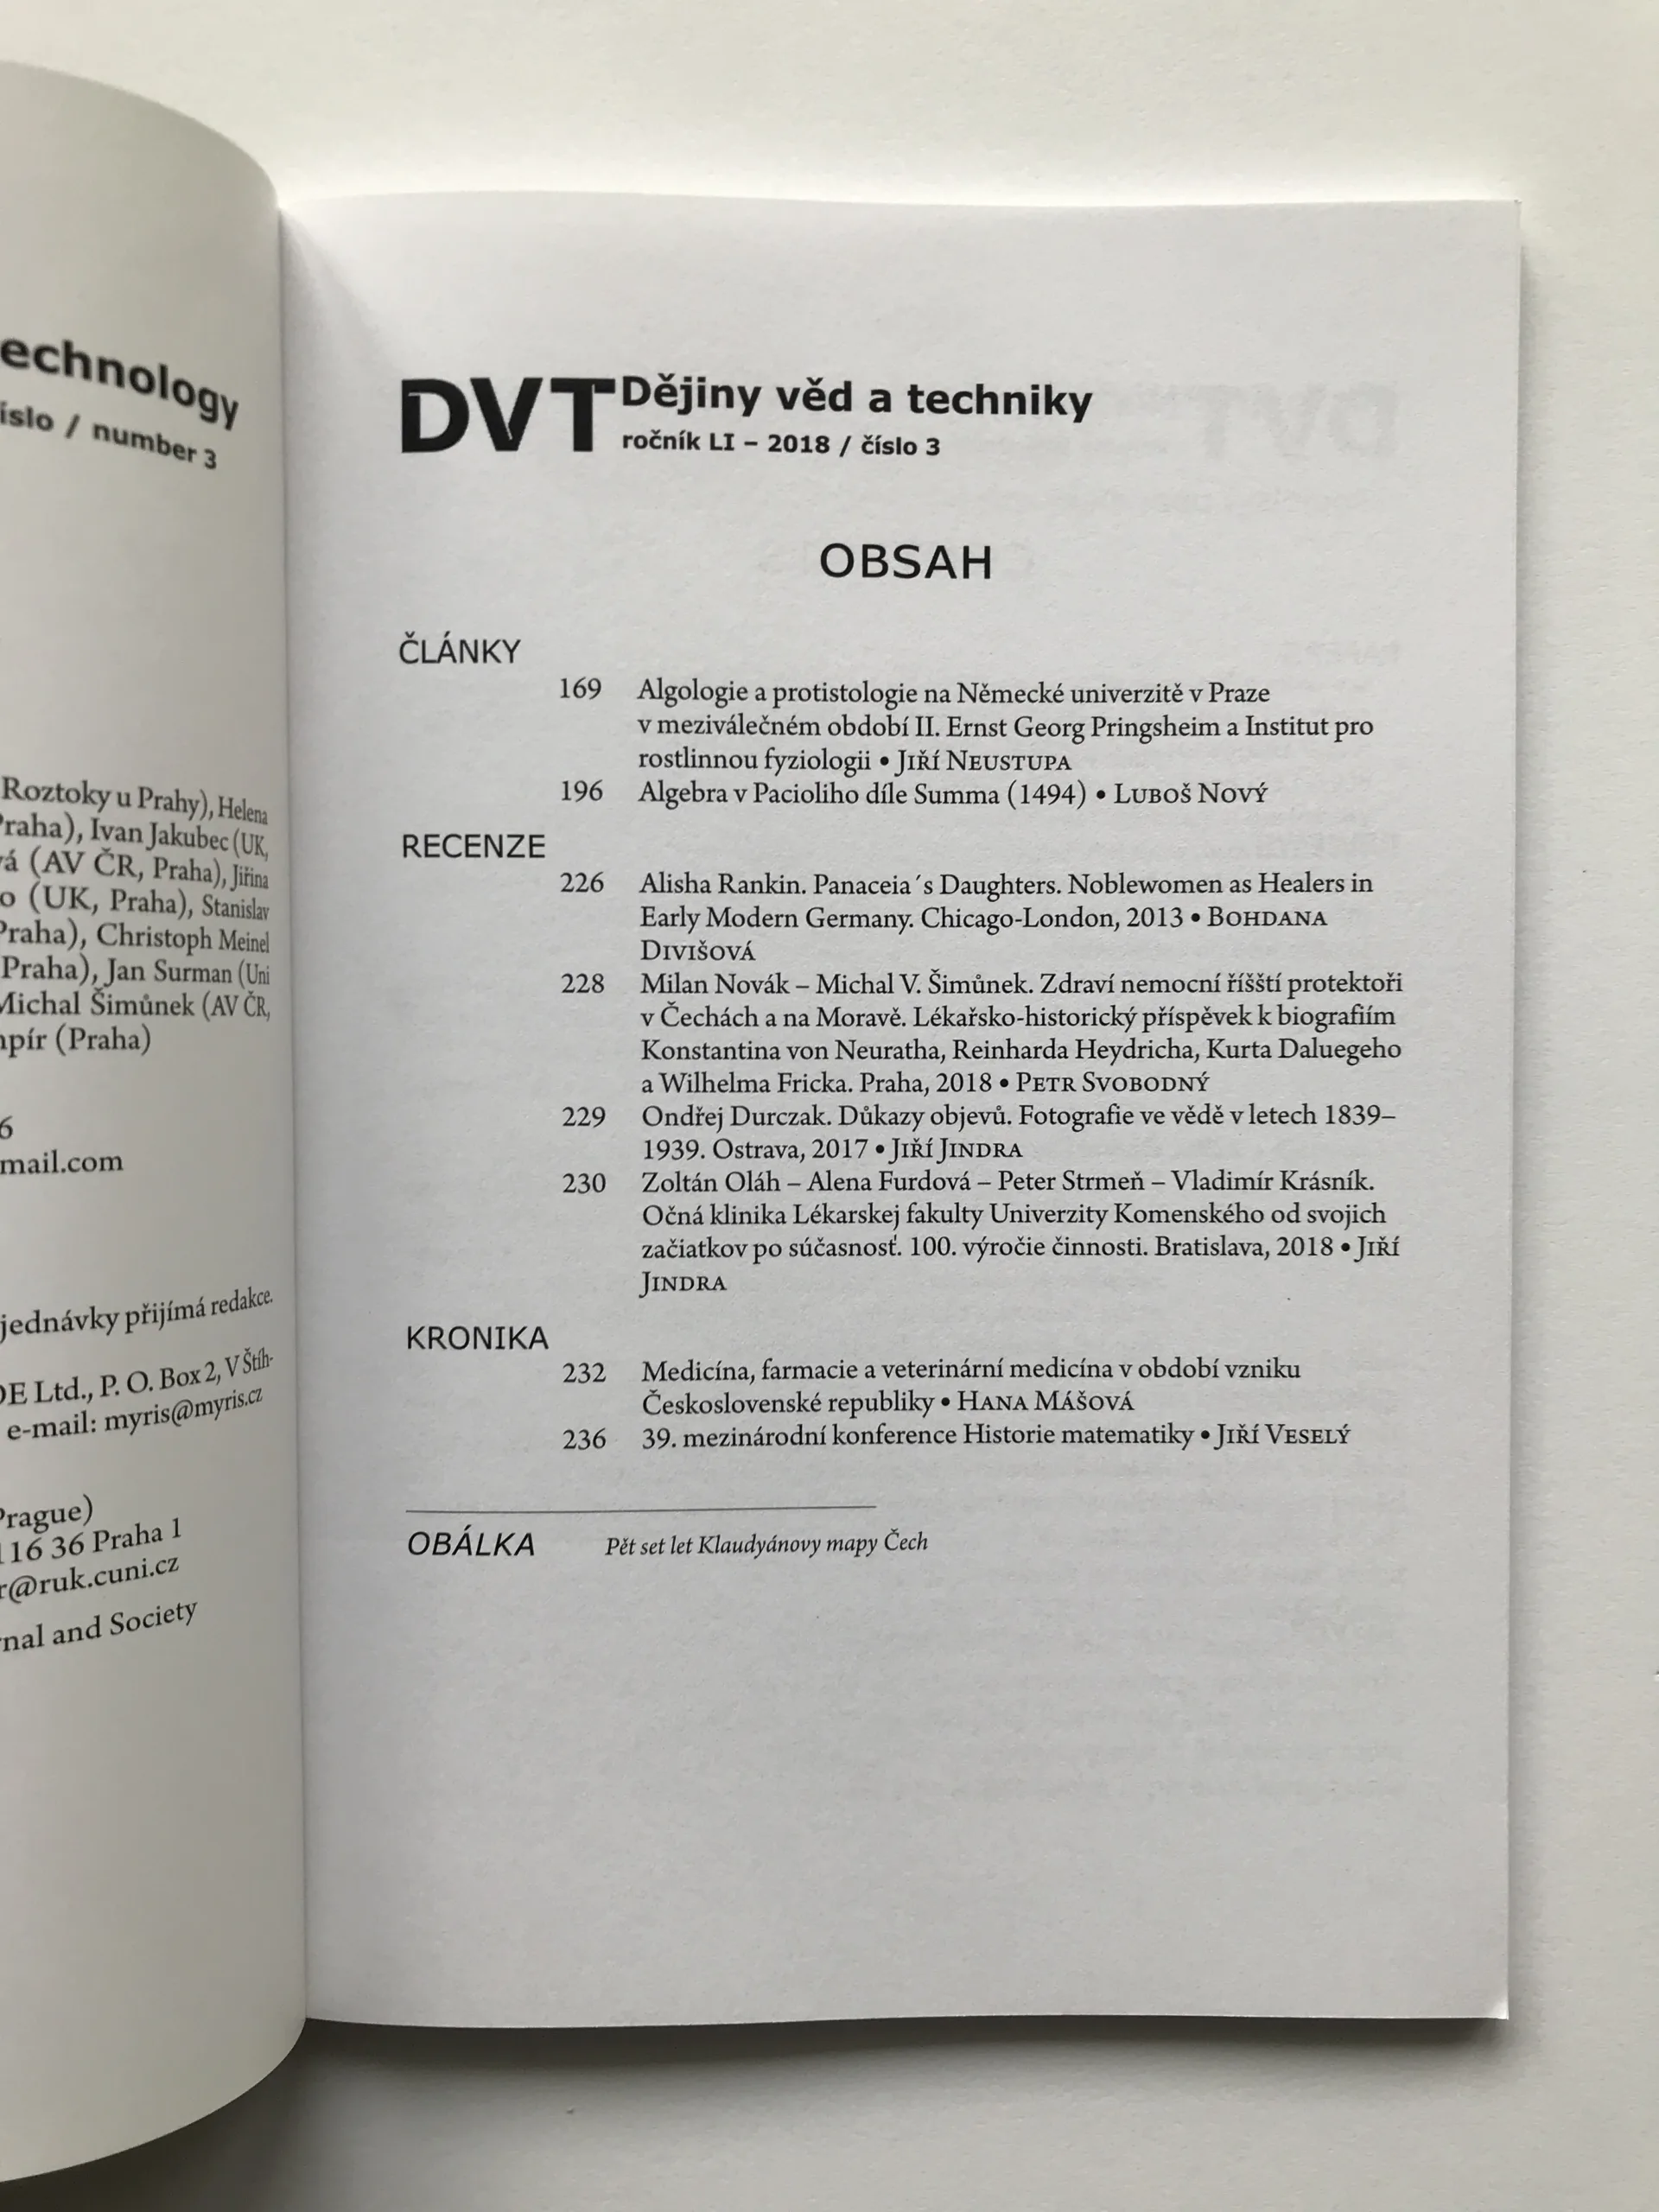 echnology
íslo / number 3
Roztoky u Prahy), Helena
Praha), Ivan Jakubec (UK,
vá (AV ČR, Praha), Jiřina
o (UK, Praha), Stanislav
Praha), Christoph Meinel
Praha), Jan Surman (Uni
Michal Šimůnek (AV ČR,
pír (Praha)
6
mail.com
jednávky přijímá redakce.
DE Ltd., P. O. Box 2, V Štíh-
e-mail: myris@myris.cz
Prague)
116 36 Praha 1
r@ruk.cuni.cz
rnal and Society
DVT Dějiny věd a techniky
ročník LI – 2018 / číslo 3
OBSAH
ČLÁNKY
169 Algologie a protistologie na Německé univerzitě v Praze
v meziválečném období II. Ernst Georg Pringsheim a Institut pro
rostlinnou fyziologii • JIŘÍ NEUSTUPA
196 Algebra v Pacioliho díle Summa (1494) • LUBOŠ NOVÝ
RECENZE
226 Alisha Rankin. Panaceia´s Daughters. Noblewomen as Healers in
Early Modern Germany. Chicago-London, 2013 • BOHDANA
DIVIŠOVÁ
228 Milan Novák – Michal V. Šimůnek. Zdraví nemocní říšští protektoři
v Čechách a na Moravě. Lékařsko-historický příspěvek k biografiím
Konstantina von Neuratha, Reinharda Heydricha, Kurta Daluegeho
a Wilhelma Fricka. Praha, 2018 • PETR SVOBODNÝ
229 Ondřej Durczak. Důkazy objevů. Fotografie ve vědě v letech 1839–
1939. Ostrava, 2017 • JIŘÍ JINDRA
230 Zoltán Oláh – Alena Furdová – Peter Strmeň – Vladimír Krásník.
Očná klinika Lékarskej fakulty Univerzity Komenského od svojich
začiatkov po súčasnosť. 100. výročie činnosti. Bratislava, 2018 • JIŘÍ
JINDRA
KRONIKA
232 Medicína, farmacie a veterinární medicína v období vzniku
Československé republiky • HANA MÁŠOVÁ
236 39. mezinárodní konference Historie matematiky • JIŘÍ VESELÝ
OBÁLKA Pět set let Klaudyánovy mapy Čech